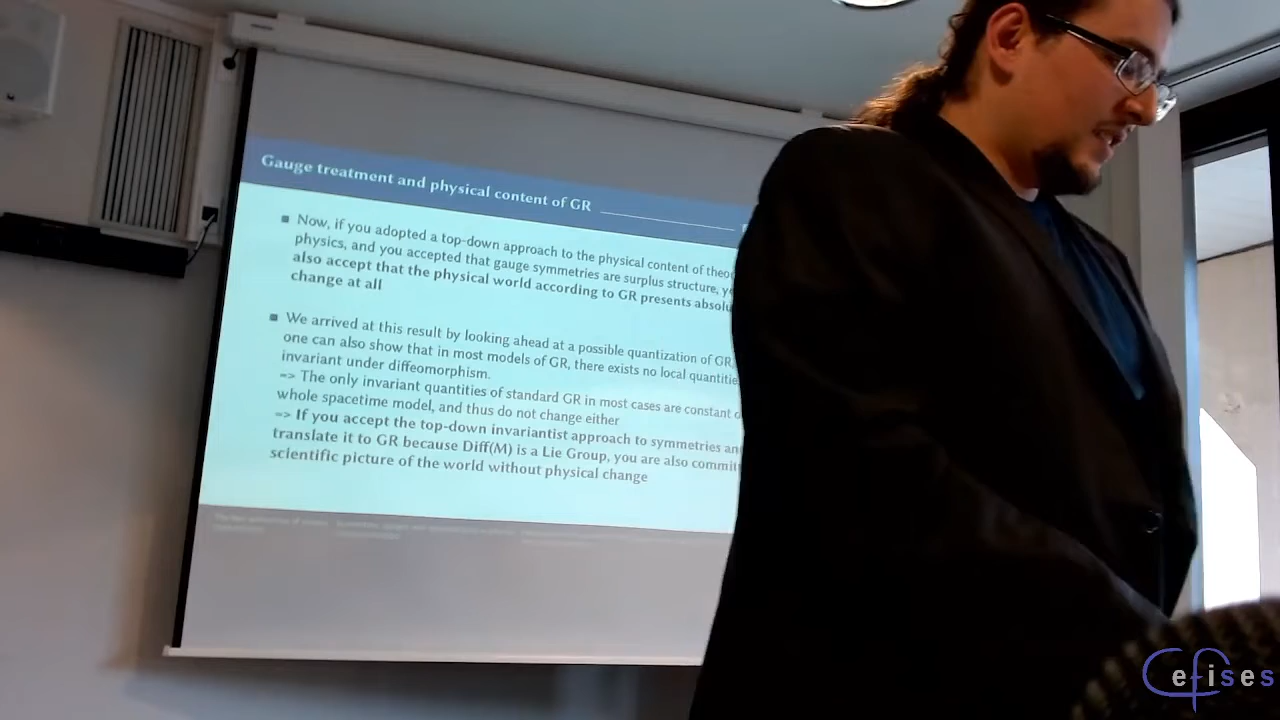 Gauge treatment and physical content of GR
Now, if you adopted a top-down approach to the physical content of theo
physics, and you accepted that gauge symmetries are surplus structure, y
also accept that the physical world according to GR presents absolu
change at all
We arrived at this result by looking ahead at a possible quantization of GR
one can also show that in most models of GR, there exists no local quantitie
invariant under diffeomorphism.
=> The only invariant quantities of standard GR in most cases are constant o
whole spacetime model, and thus do not change either
=> If you accept the top-down invariantist approach to symmetries an
translate it to GR because Diff(M) is a Lie Group, you are also commit
scientific picture of the world without physical change
Cefises